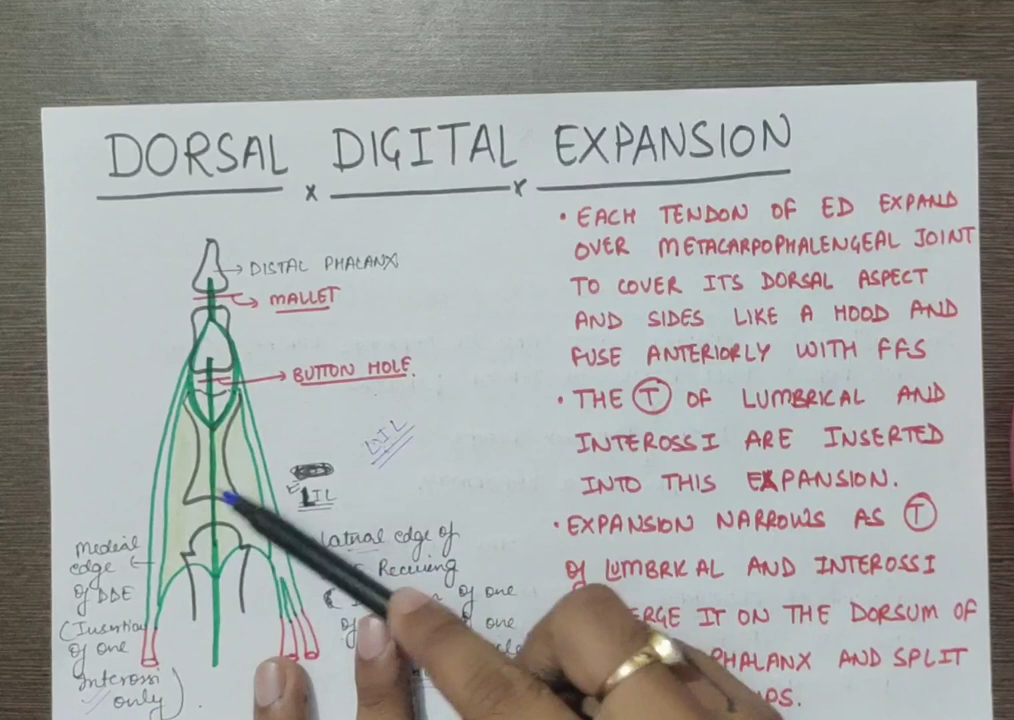 DORSAL DIGITAL EXPANSION
DISTAL PHALANX
MALLET
BUTTON HOLE
LIL
Medial
edge
of DDE
(Insertion
of one
Interossi
only)
Lateral edge of
Receiving
of one
of one
• EACH TENDON OF ED EXPAND
OVER METACARPOPHALENGEAL JOINT
TO COVER ITS DORSAL ASPECT
AND SIDES LIKE A HOOD AND
FUSE ANTERIORLY WITH FFS
• THE T OF LUMBRICAL AND
INTEROSSI ARE INSERTED
INTO THIS EXPANSION.
• EXPANSION NARROWS AS T
OF LUMBRICAL AND INTEROSSI
ERGE IT ON THE DORSUM OF
PHALANX AND SPLIT